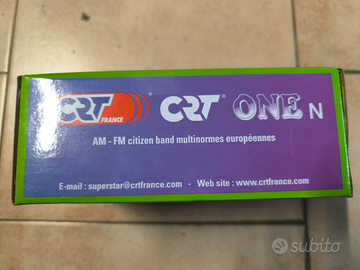 CRT FRANCE CRT ONE N
AM - FM citizen band multinormes européennes
E-mail : superstar@crtfrance.com - Web site : www.crtfrance.com
subito